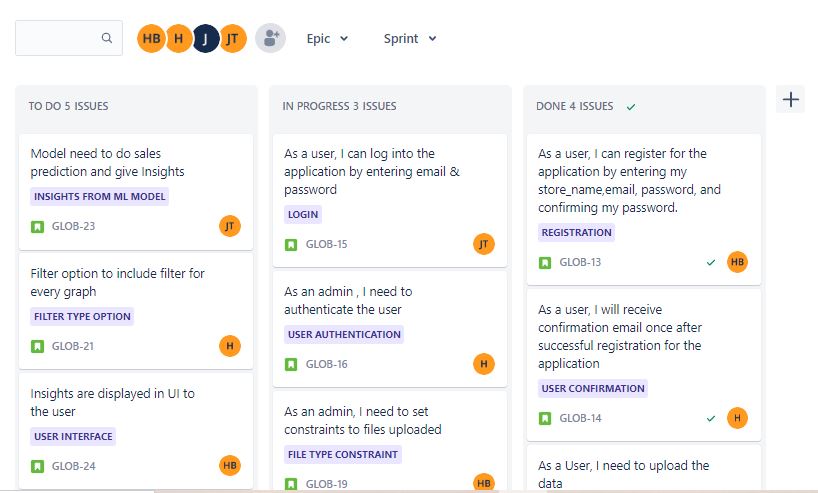 HB H J JT Epic Sprint
TO DO 5 ISSUES
Model need to do sales
prediction and give Insights
INSIGHTS FROM ML MODEL
GLOB-23 JT
Filter option to include filter for
every graph
FILTER TYPE OPTION
GLOB-21 H
Insights are displayed in UI to
the user
USER INTERFACE
GLOB-24 HB
IN PROGRESS 3 ISSUES
As a user, I can log into the
application by entering email &
password
LOGIN
GLOB-15 JT
As an admin , I need to
authenticate the user
USER AUTHENTICATION
GLOB-16 H
As an admin, I need to set
constraints to files uploaded
FILE TYPE CONSTRAINT
GLOB-19 HB
DONE 4 ISSUES
As a user, I can register for the
application by entering my
store_name,email, password, and
confirming my password.
REGISTRATION
GLOB-13 HB
As a user, I will receive
confirmation email once after
successful registration for the
application
USER CONFIRMATION
GLOB-14 H
As a User, I need to upload the
data